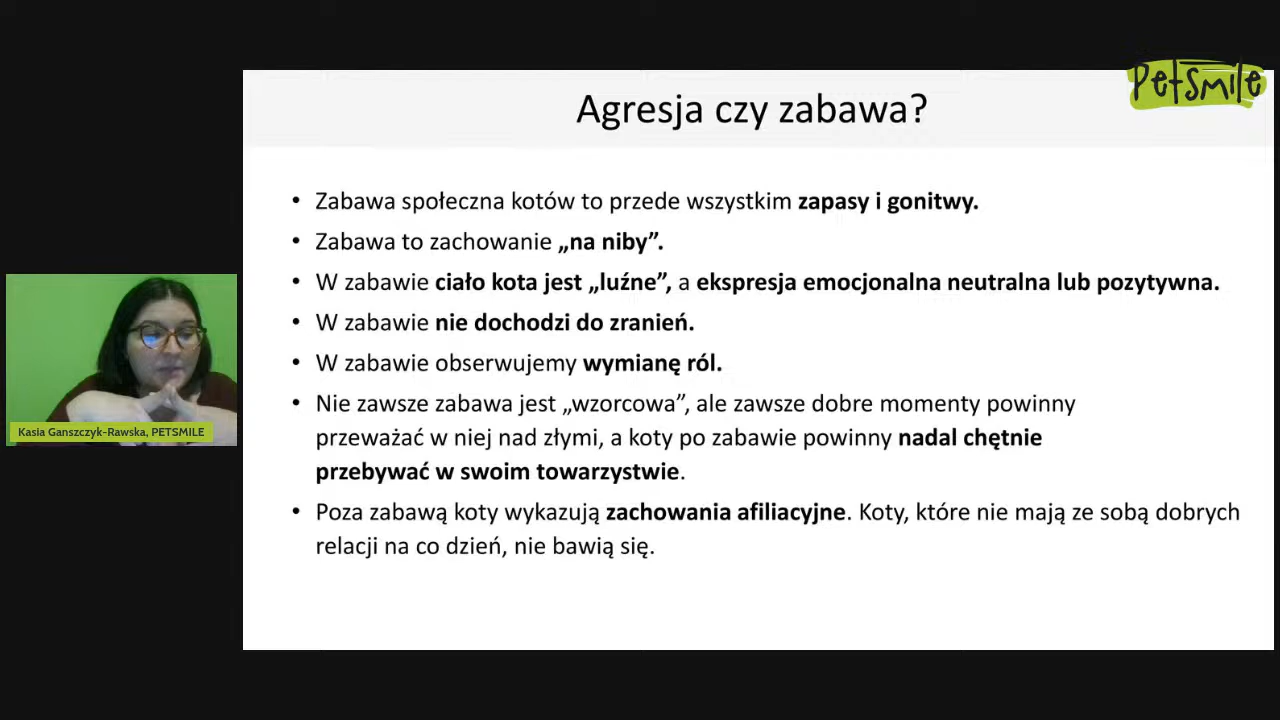 PetSmile
Agresja czy zabawa?
• Zabawa społeczna kotów to przede wszystkim zapasy i gonitwy.
• Zabawa to zachowanie „na niby”.
• W zabawie ciało kota jest „luźne”, a ekspresja emocjonalna neutralna lub pozytywna.
• W zabawie nie dochodzi do zranień.
• W zabawie obserwujemy wymianę ról.
• Nie zawsze zabawa jest „wzorcowa”, ale zawsze dobre momenty powinny
przeważać w niej nad złymi, a koty po zabawie powinny nadal chętnie
przebywać w swoim towarzystwie.
• Poza zabawą koty wykazują zachowania afiliacyjne. Koty, które nie mają ze sobą dobrych
relacji na co dzień, nie bawią się.
Kasia Ganszczyk-Rawska, PETSMILE